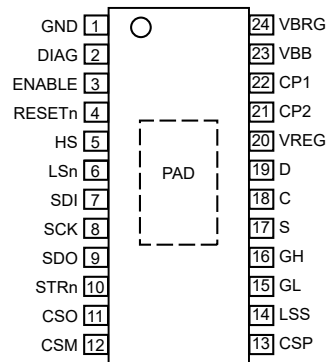 GND 1 24 VBRG
DIAG 2 23 VBB
ENABLE 3 22 CP1
RESETn 4 21 CP2
HS 5 20 VREG
LSn 6 PAD 19 D
SDI 7 18 C
SCK 8 17 S
SDO 9 16 GH
STRn 10 15 GL
CSO 11 14 LSS
CSM 12 13 CSP